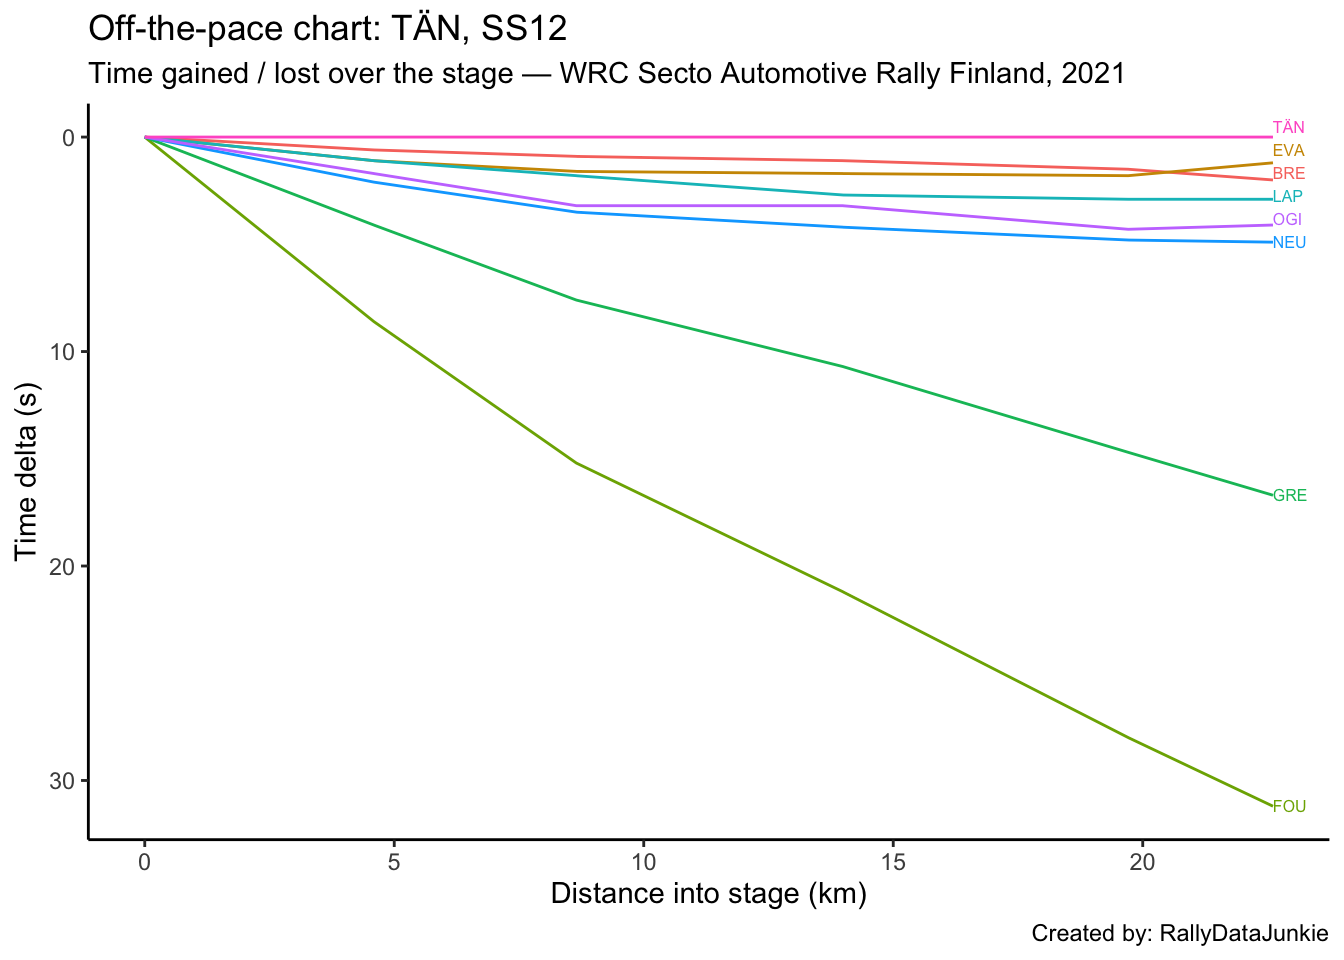 Off-the-pace chart: TÄN, SS12
Time gained / lost over the stage — WRC Secto Automotive Rally Finland, 2021
0
10
20
30
Time delta (s)
TÄN
EVA
BRE
LAP
OGI
NEU
GRE
FOU
0 5 10 15 20
Distance into stage (km)
Created by: RallyDataJunkie